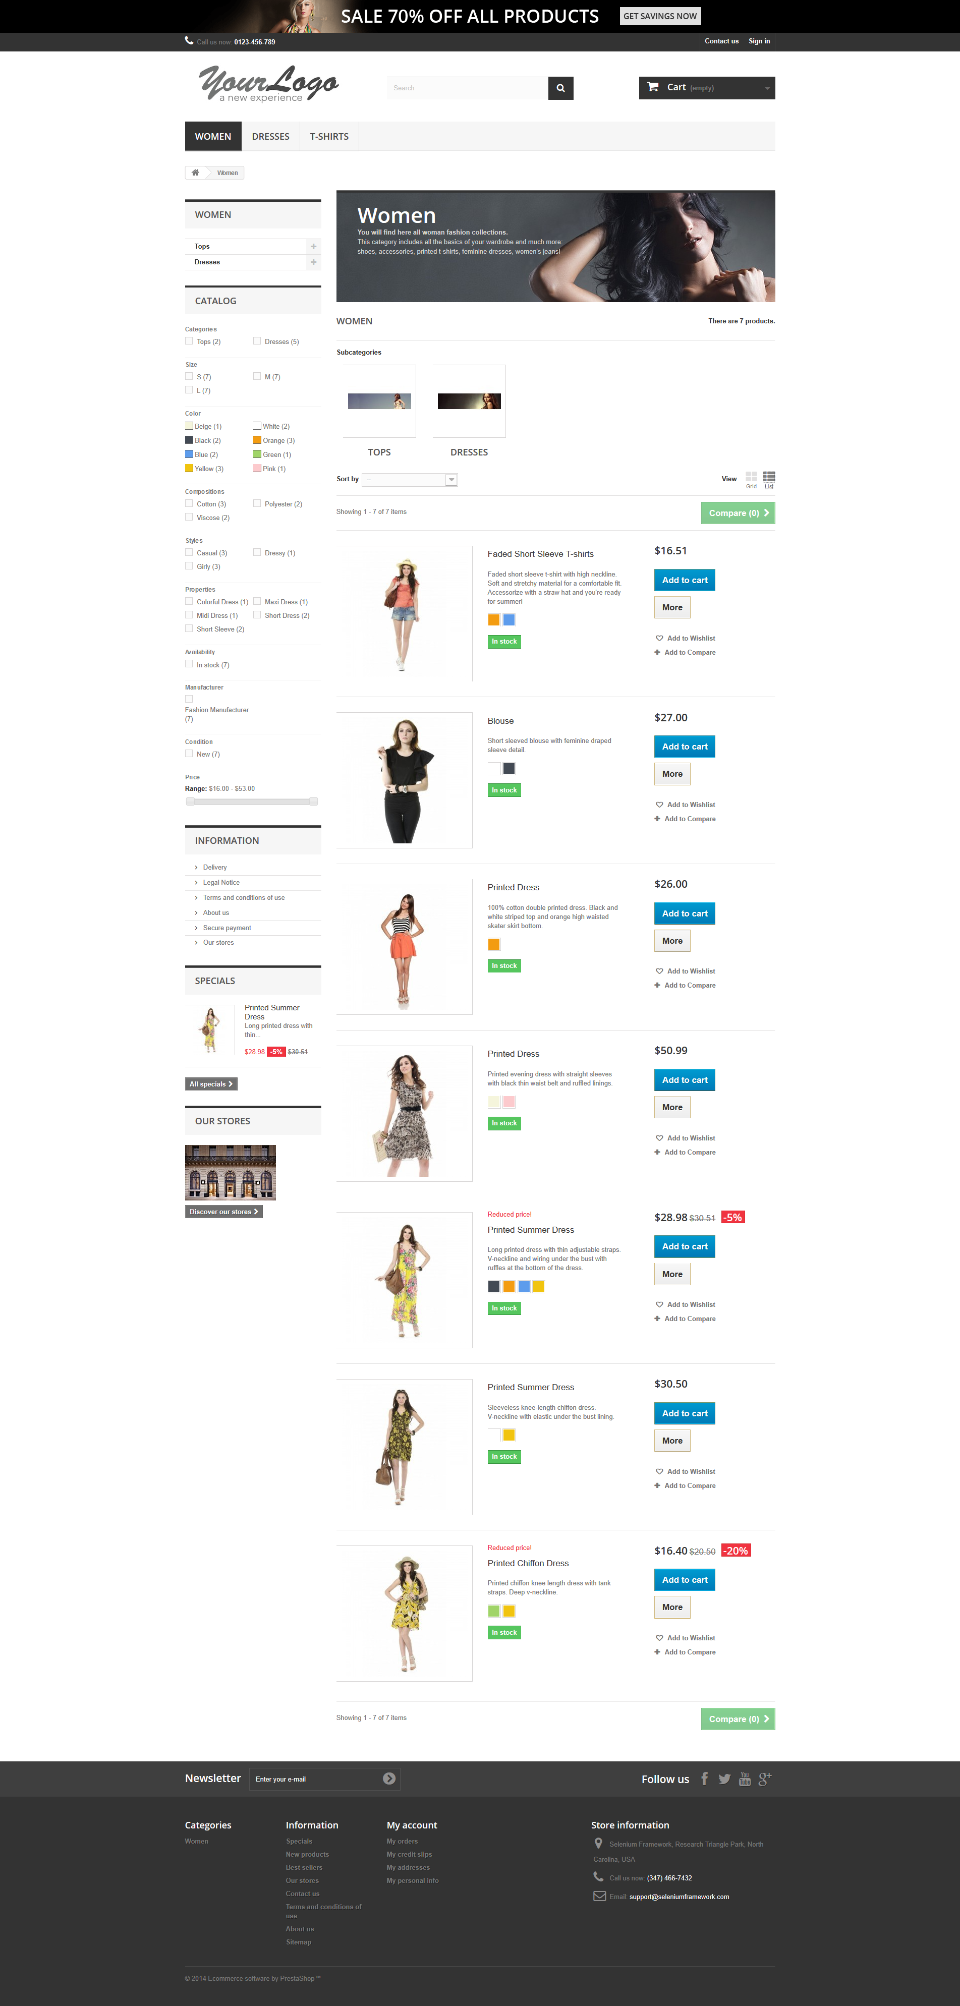 SALE 70% OFF ALL PRODUCTS GET SAVINGS NOW
Call us now: 0123-456-789 Contact us Sign in
YourLogo
a new experience
Search
Cart (empty)
WOMEN DRESSES T-SHIRTS
Women
WOMEN
Tops
Dresses
CATALOG
Categories
Tops (2) Dresses (5)
Size
S (7) M (7)
L (7)
Color
Beige (1) White (2)
Black (2) Orange (3)
Blue (2) Green (1)
Yellow (3) Pink (1)
Compositions
Cotton (3) Polyester (2)
Viscose (2)
Styles
Casual (3) Dressy (1)
Girly (3)
Properties
Colorful Dress (1) Maxi Dress (1)
Midi Dress (1) Short Dress (2)
Short Sleeve (2)
Availability
In stock (7)
Manufacturer
Fashion Manufacturer
(7)
Condition
New (7)
Price
Range: $16.00 - $53.00
INFORMATION
Delivery
Legal Notice
Terms and conditions of use
About us
Secure payment
Our stores
SPECIALS
Printed Summer
Dress
Long printed dress with
thin...
$28.98 -5% $30.51
All specials
OUR STORES
Discover our stores
Women
You will find here all woman fashion collections.
This category includes all the basics of your wardrobe and much more
shoes, accessories, printed t-shirts, feminine dresses, women's jeans!
WOMEN There are 7 products.
Subcategories
TOPS DRESSES
Sort by -- View Grid List
Showing 1 - 7 of 7 items Compare (0)
Faded Short Sleeve T-shirts
Faded short sleeve t-shirt with high neckline.
Soft and stretchy material for a comfortable fit.
Accessorize with a straw hat and you're ready
for summer!
In stock
$16.51
Add to cart
More
Add to Wishlist
Add to Compare
Blouse
Short sleeved blouse with feminine draped
sleeve detail.
In stock
$27.00
Add to cart
More
Add to Wishlist
Add to Compare
Printed Dress
100% cotton double printed dress. Black and
white striped top and orange high waisted
skater skirt bottom.
In stock
$26.00
Add to cart
More
Add to Wishlist
Add to Compare
Printed Dress
Printed evening dress with straight sleeves
with black thin waist belt and ruffled linings.
In stock
$50.99
Add to cart
More
Add to Wishlist
Add to Compare
Reduced price!
Printed Summer Dress
Long printed dress with thin adjustable straps.
V-neckline and wiring under the bust with
ruffles at the bottom of the dress.
In stock
$28.98 $30.51 -5%
Add to cart
More
Add to Wishlist
Add to Compare
Printed Summer Dress
Sleeveless knee-length chiffon dress.
V-neckline with elastic under the bust lining.
In stock
$30.50
Add to cart
More
Add to Wishlist
Add to Compare
Reduced price!
Printed Chiffon Dress
Printed chiffon knee length dress with tank
straps. Deep v-neckline.
In stock
$16.40 $20.50 -20%
Add to cart
More
Add to Wishlist
Add to Compare
Showing 1 - 7 of 7 items Compare (0)
Newsletter Enter your e-mail Follow us
Categories
Women
Information
Specials
New products
Best sellers
Our stores
Contact us
Terms and conditions of
use
About us
Sitemap
My account
My orders
My credit slips
My addresses
My personal info
Store information
Selenium Framework, Research Triangle Park, North
Carolina, USA
Call us now: (347) 466-7432
Email: support@seleniumframework.com
© 2014 Ecommerce software by PrestaShop™